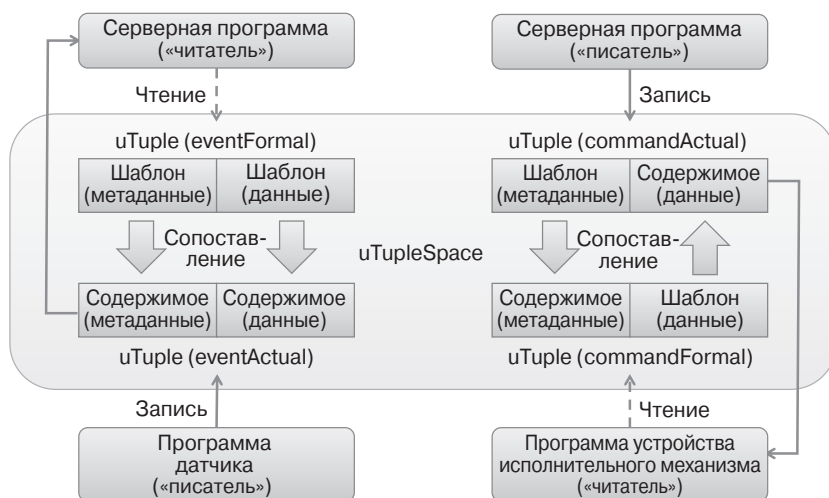 Серверная программа
(«читатель»)
Серверная программа
(«писатель»)
Чтение
Запись
uTuple (eventFormal)
uTuple (commandActual)
Шаблон
(метаданные)
Шаблон
(данные)
Шаблон
(метаданные)
Содержимое
(данные)
Сопостав-
ление
uTupleSpace
Сопостав-
ление
Содержимое
(метаданные)
Содержимое
(данные)
Содержимое
(метаданные)
Шаблон
(данные)
uTuple (eventActual)
uTuple (commandFormal)
Запись
Чтение
Программа
датчика
(«писатель»)
Программа устройства
исполнительного механизма
(«читатель»)